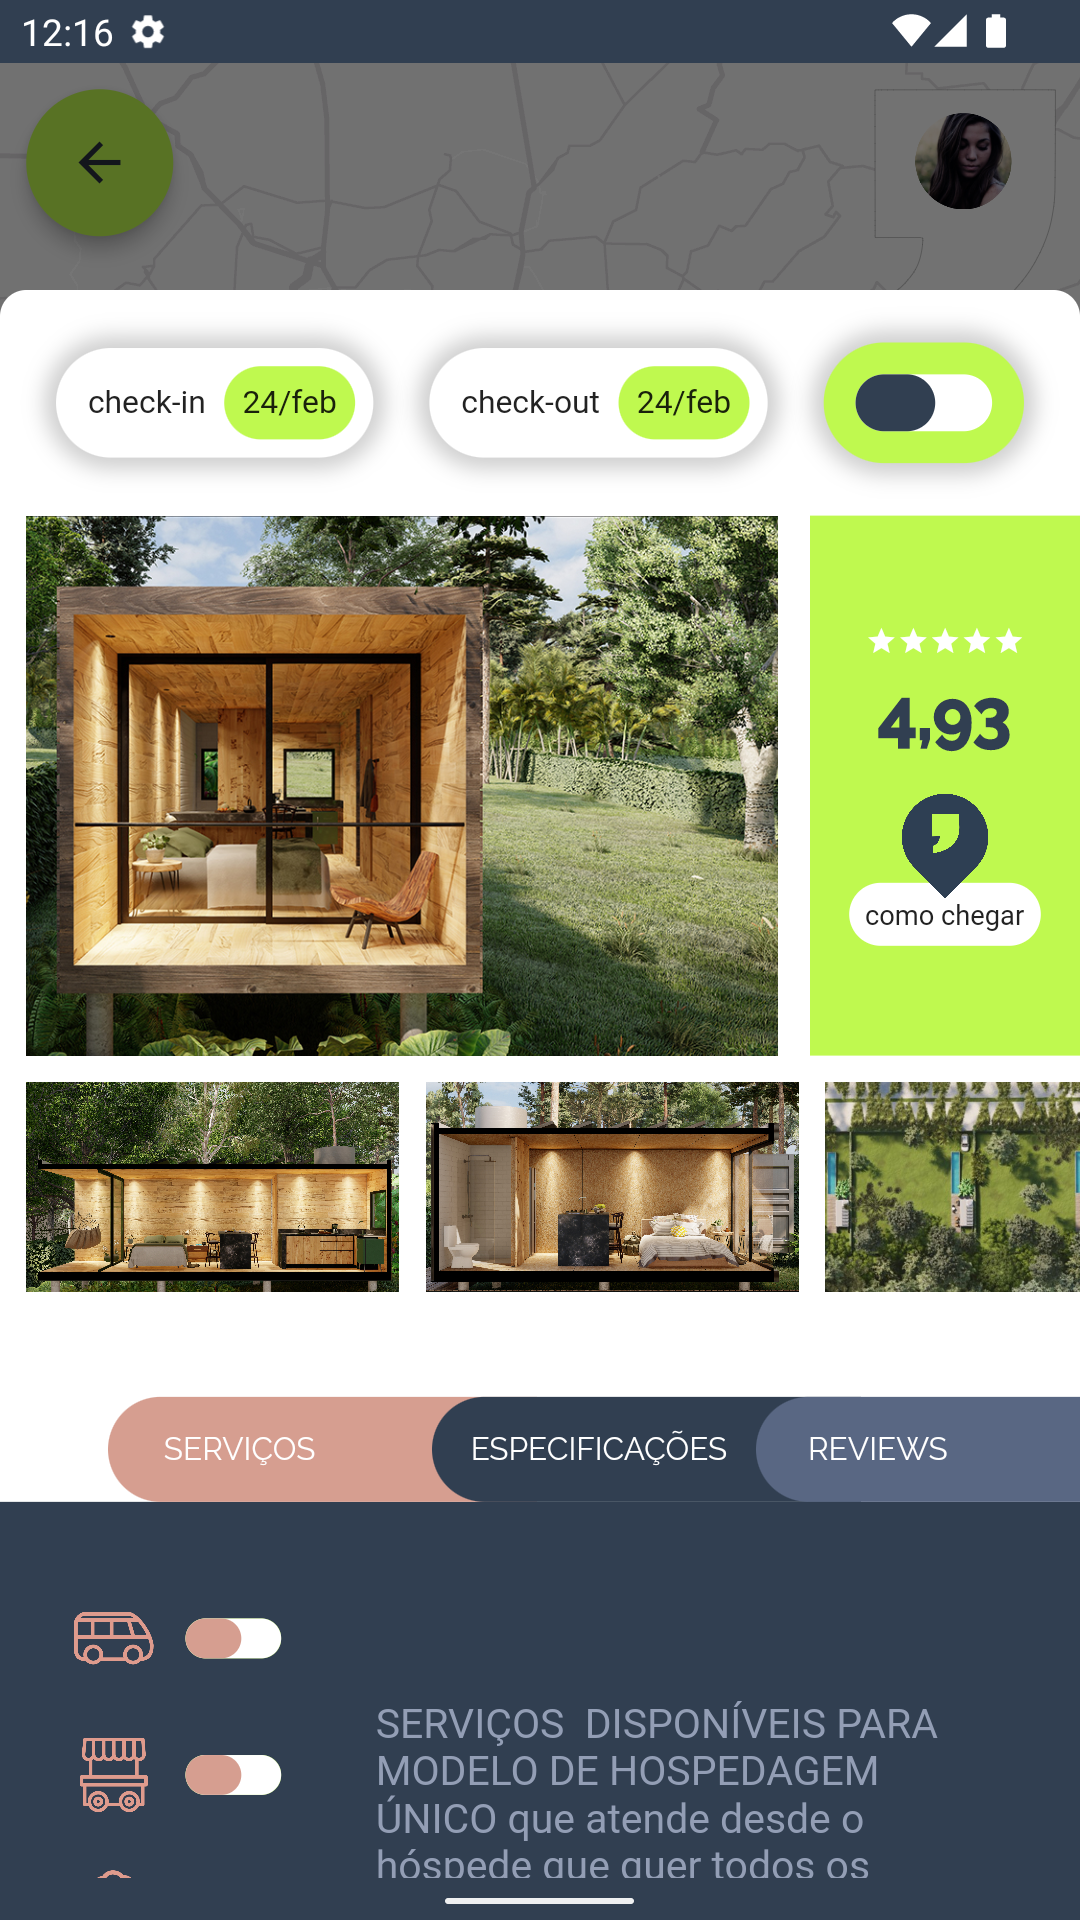 12:16
check-in 24/feb
check-out 24/feb
4,93
como chegar
SERVIÇOS
ESPECIFICAÇÕES
REVIEWS
SERVIÇOS  DISPONÍVEIS PARA
MODELO DE HOSPEDAGEM
ÚNICO que atende desde o
hóspede que quer todos os